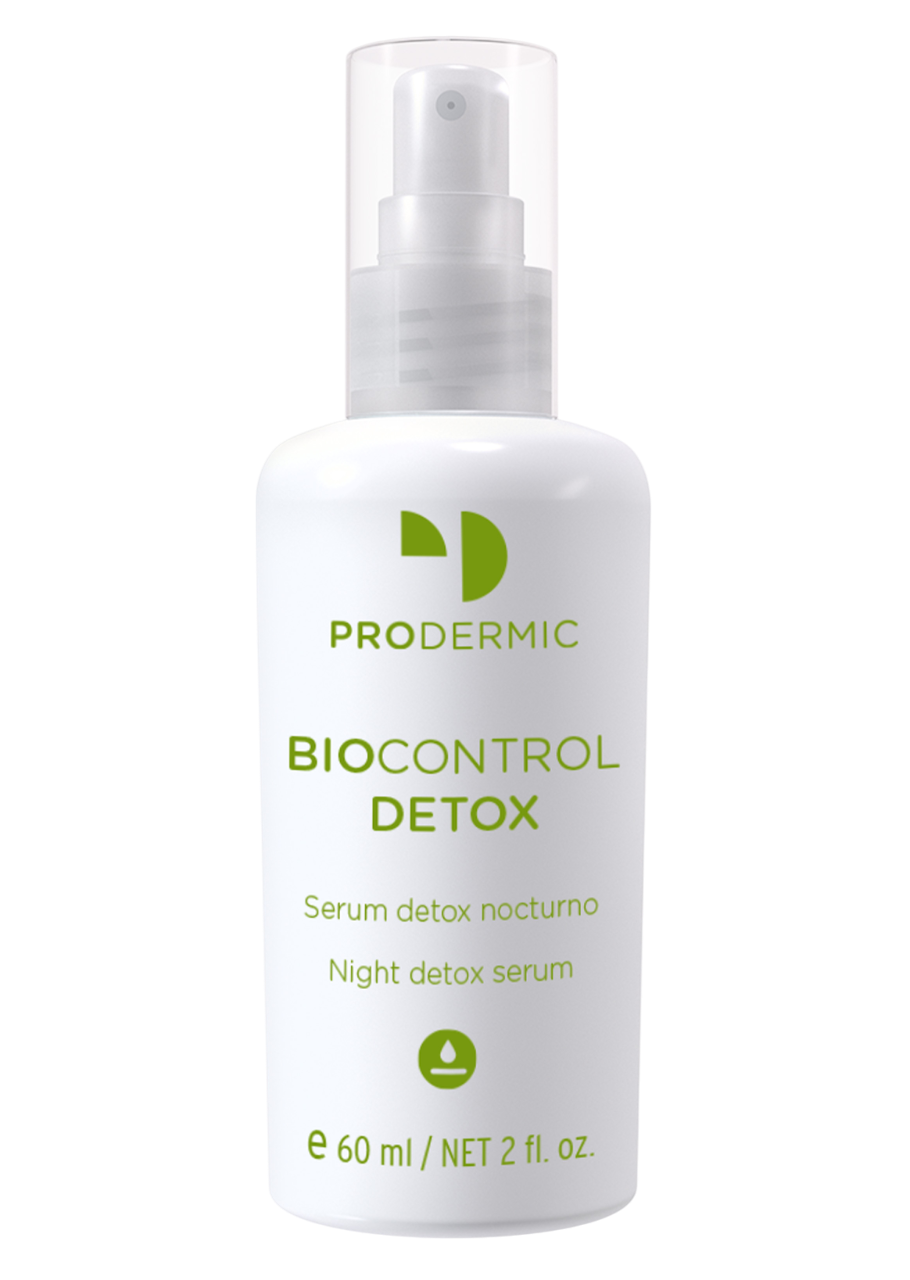 PRODERMIC
BIOCONTROL
DETOX
Serum detox nocturno
Night detox serum
e 60 ml / NET 2 fl. oz.